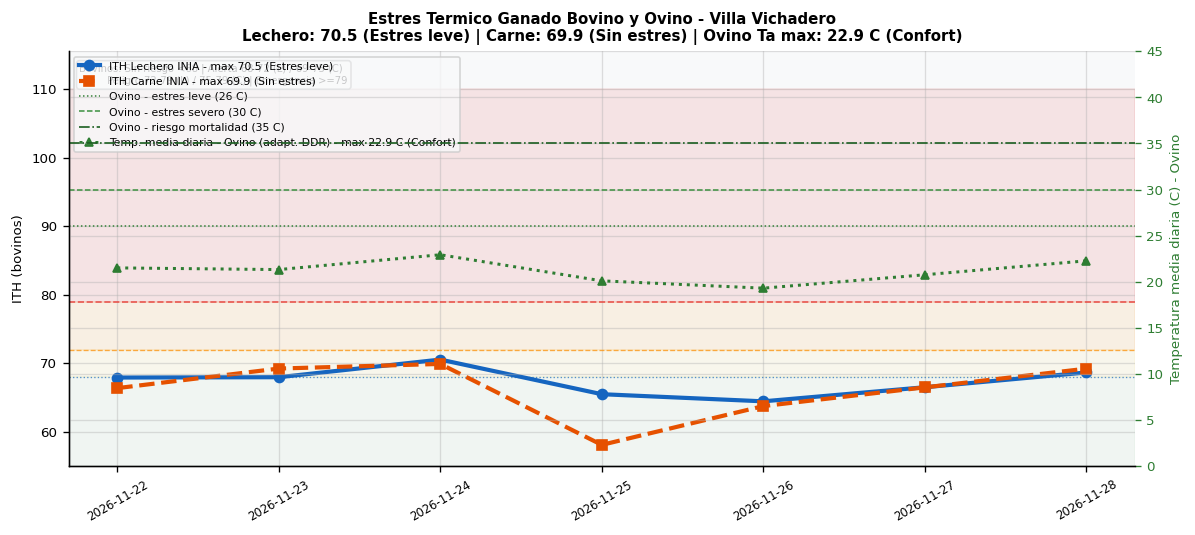 Estres Termico Ganado Bovino y Ovino - Villa Vichadero
Lechero: 70.5 (Estres leve) | Carne: 69.9 (Sin estres) | Ovino Ta max: 22.9 C (Confort)
ITH Lechero INIA - max 70.5 (Estres leve)
ITH Carne INIA - max 69.9 (Sin estres)
>=79
Ovino - estres leve (26 C)
Ovino - estres severo (30 C)
Ovino - riesgo mortalidad (35 C)
Temp. media diaria - Ovino (adapt. DDR) - max 22.9 C (Confort)
ITH (bovinos)
110
100
90
80
70
60
45
40
35
30
25
20
15
10
5
0
Temperatura media diaria (C) - Ovino
2026-11-22
2026-11-23
2026-11-24
2026-11-25
2026-11-26
2026-11-27
2026-11-28